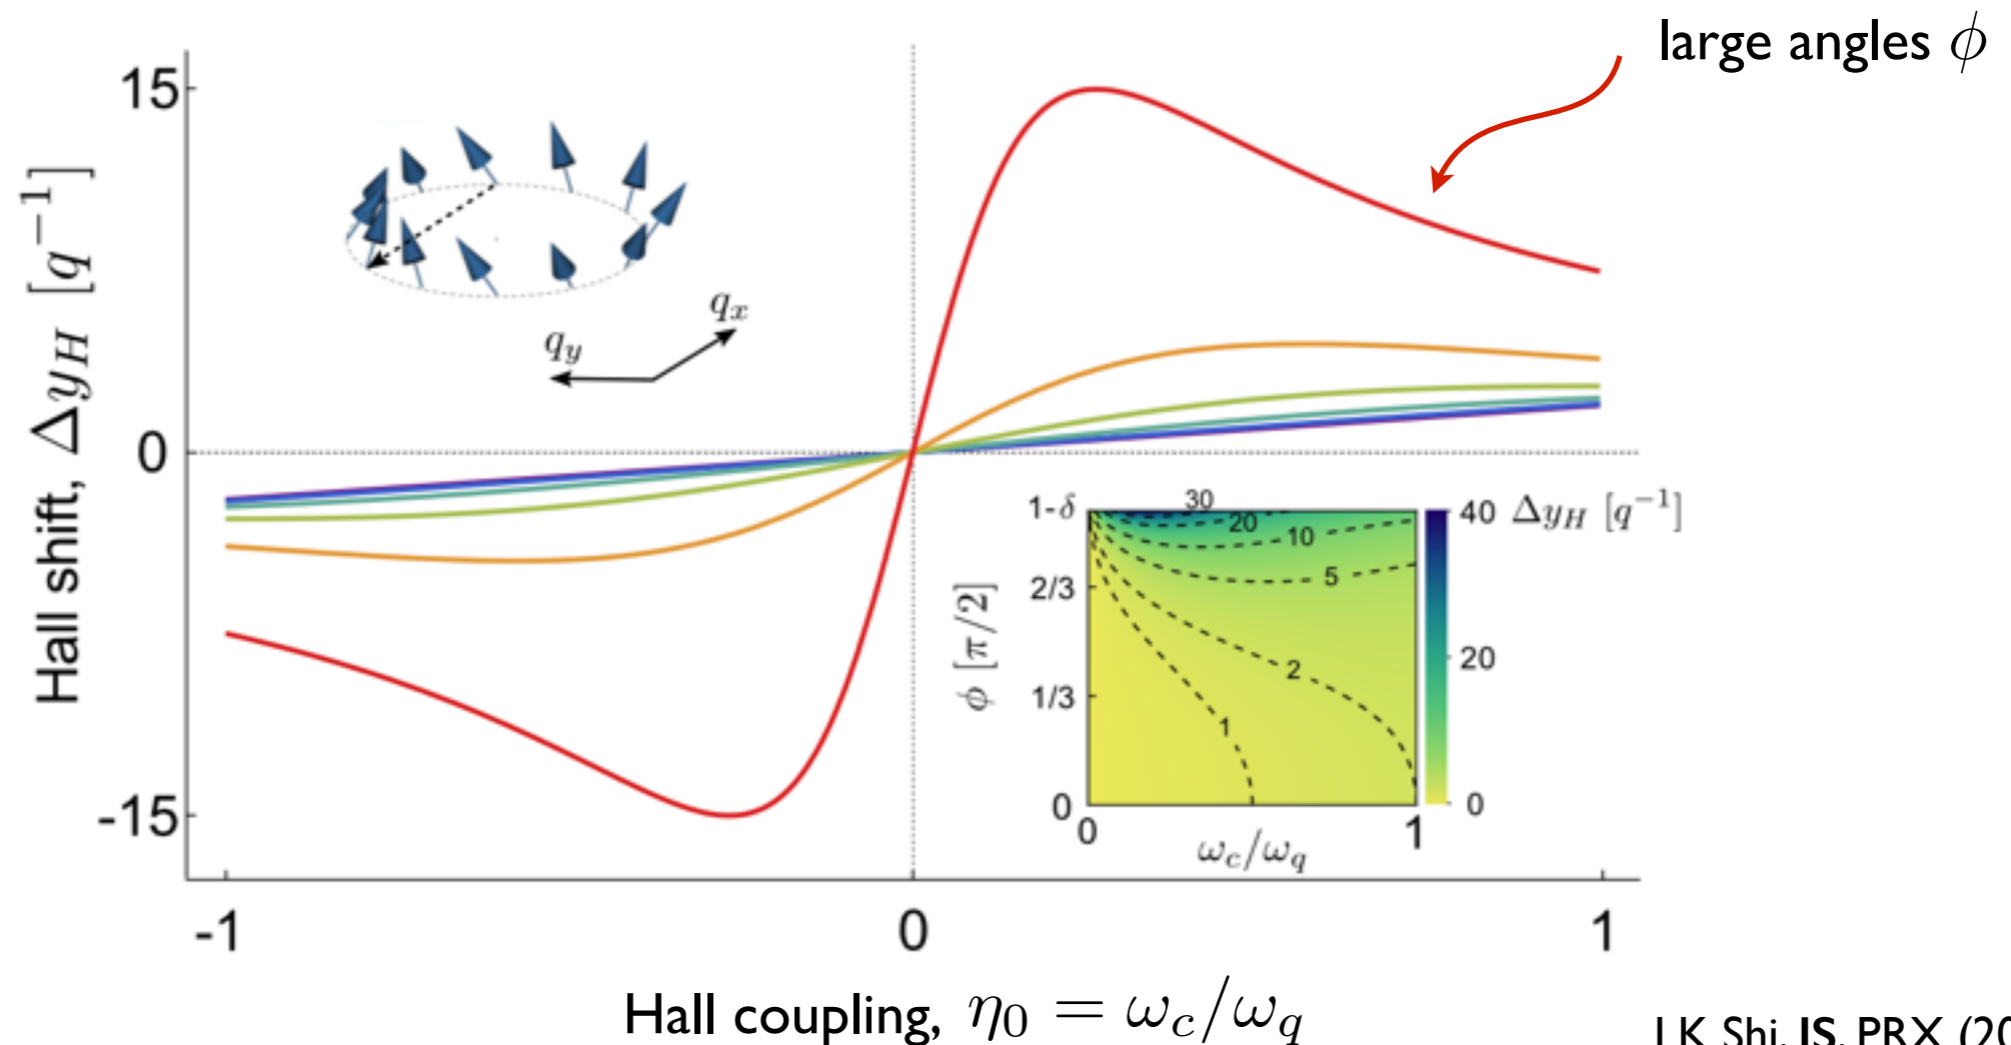 large angles ϕ
Hall shift, Δy_H [q⁻¹]
15
0
-15
q_x
q_y
1-δ
2/3
1/3
0
ϕ [π/2]
30
20
10
5
2
1
0
1
ω_c/ω_q
40
20
0
Δy_H [q⁻¹]
-1
0
1
Hall coupling, η₀ = ω_c/ω_q
Shi, IS, PRX (20